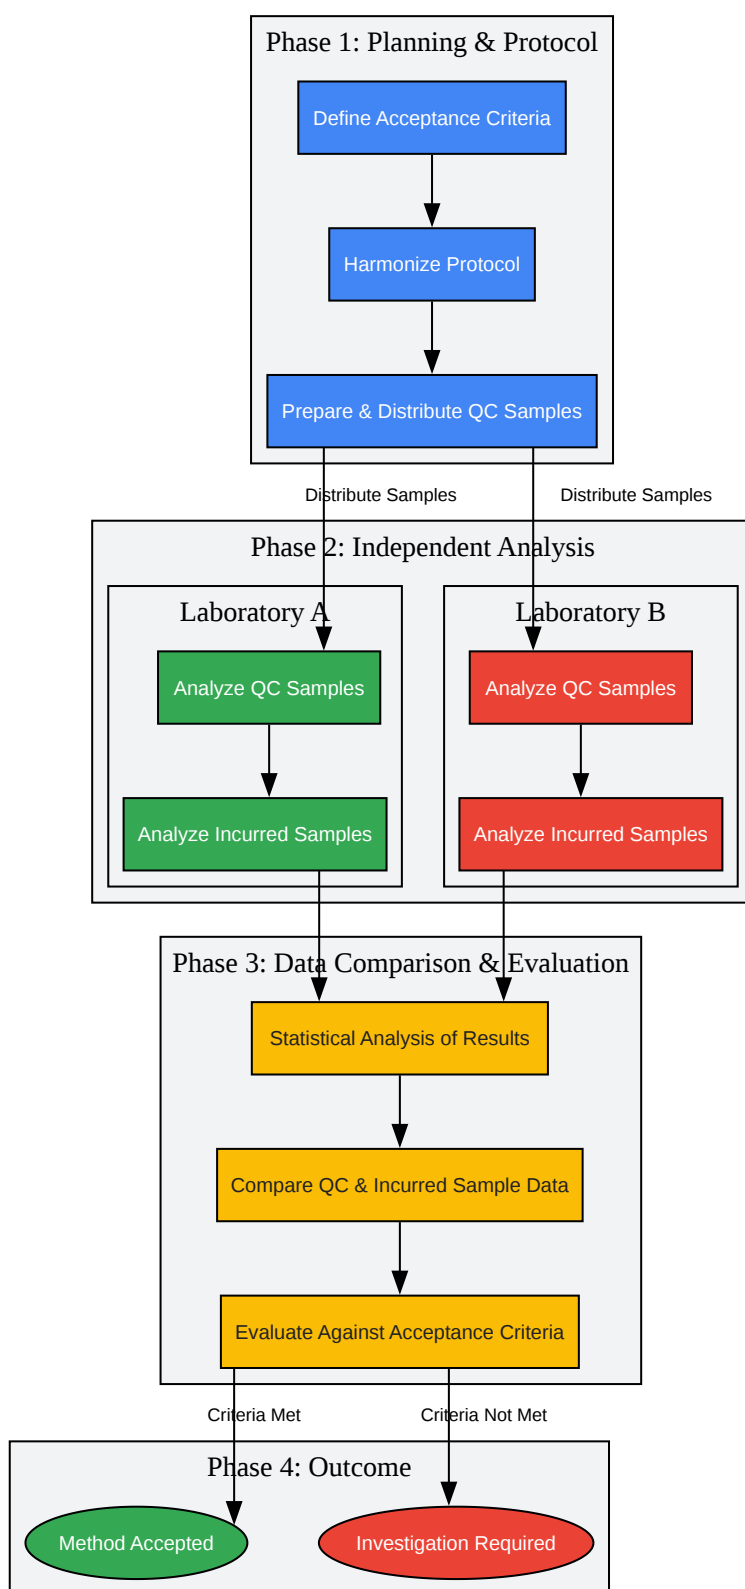 Phase 1: Planning & Protocol
Define Acceptance Criteria
Harmonize Protocol
Prepare & Distribute QC Samples
Distribute Samples
Distribute Samples
Phase 2: Independent Analysis
Laboratory A
Laboratory B
Analyze QC Samples
Analyze QC Samples
Analyze Incurred Samples
Analyze Incurred Samples
Phase 3: Data Comparison & Evaluation
Statistical Analysis of Results
Compare QC & Incurred Sample Data
Evaluate Against Acceptance Criteria
Criteria Met
Criteria Not Met
Phase 4: Outcome
Method Accepted
Investigation Required